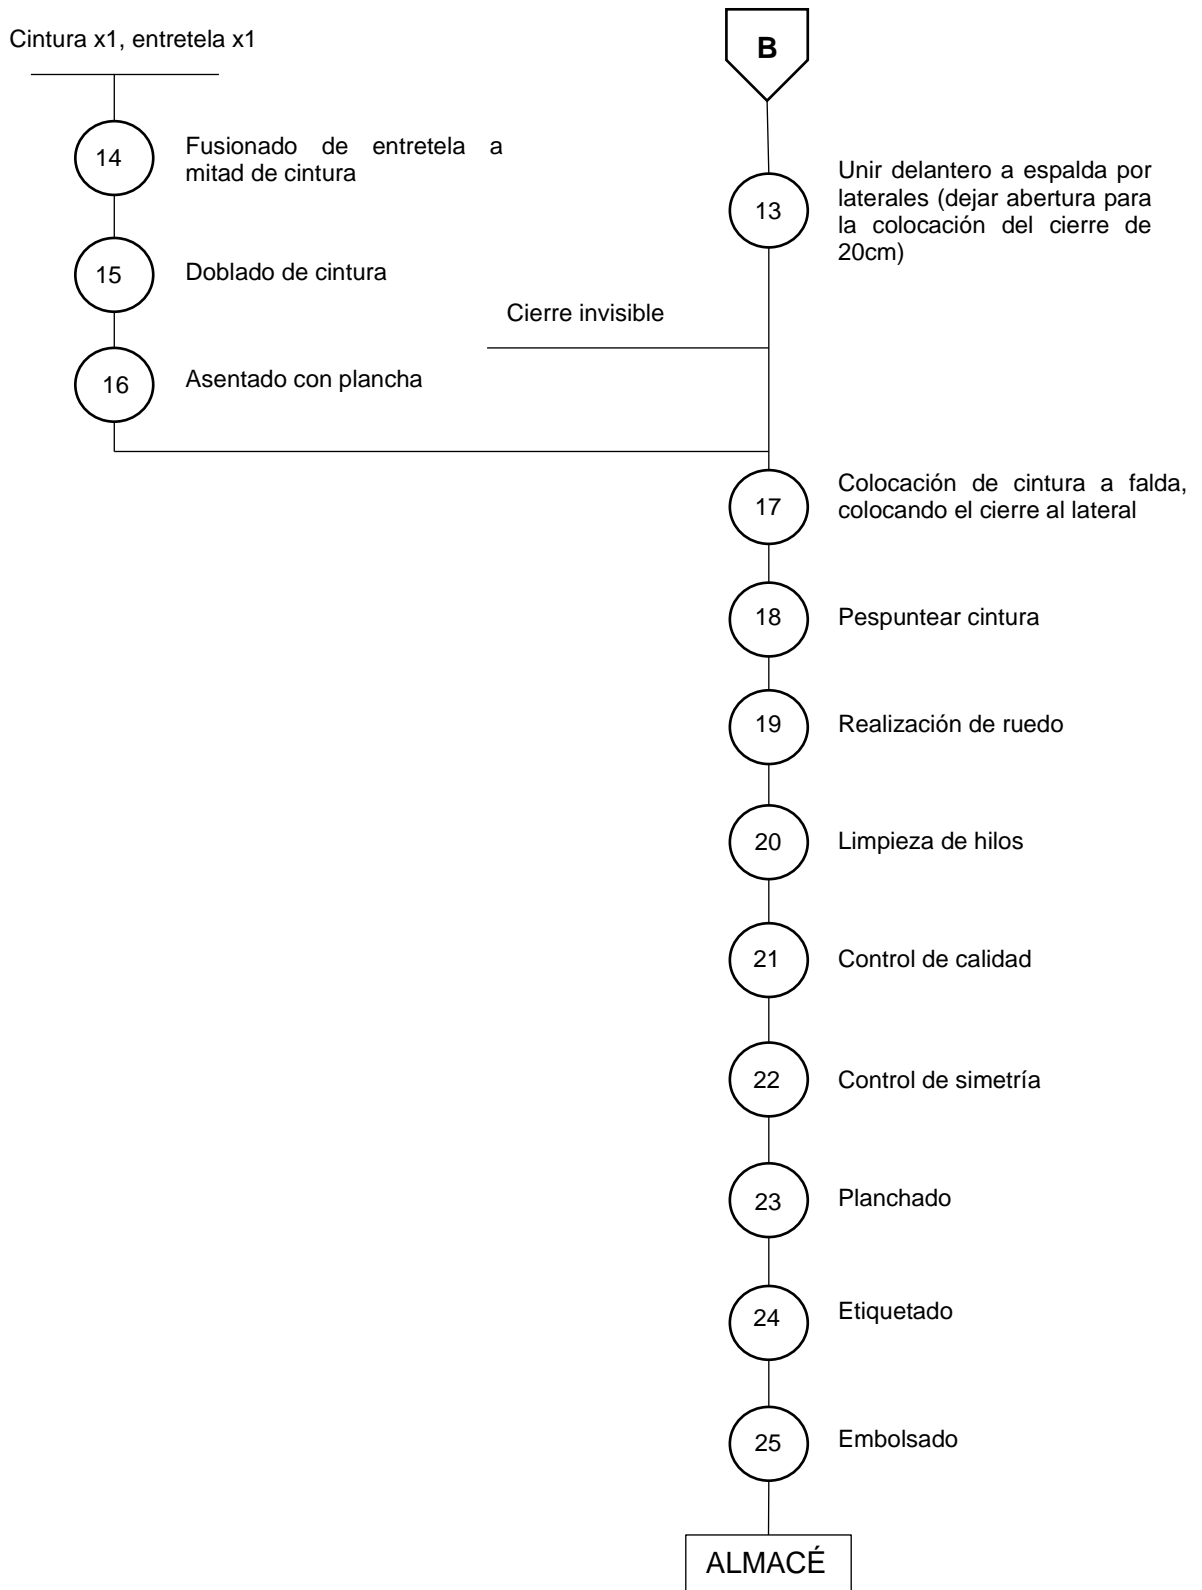 Cintura x1, entretela x1
B
14
Fusionado de entretela a
mitad de cintura
13
Unir delantero a espalda por
laterales (dejar abertura para
la colocación del cierre de
20cm)
15
Doblado de cintura
Cierre invisible
16
Asentado con plancha
17
Colocación de cintura a falda,
colocando el cierre al lateral
18
Pespuntear cintura
19
Realización de ruedo
20
Limpieza de hilos
21
Control de calidad
22
Control de simetría
23
Planchado
24
Etiquetado
25
Embolsado
ALMACÉ